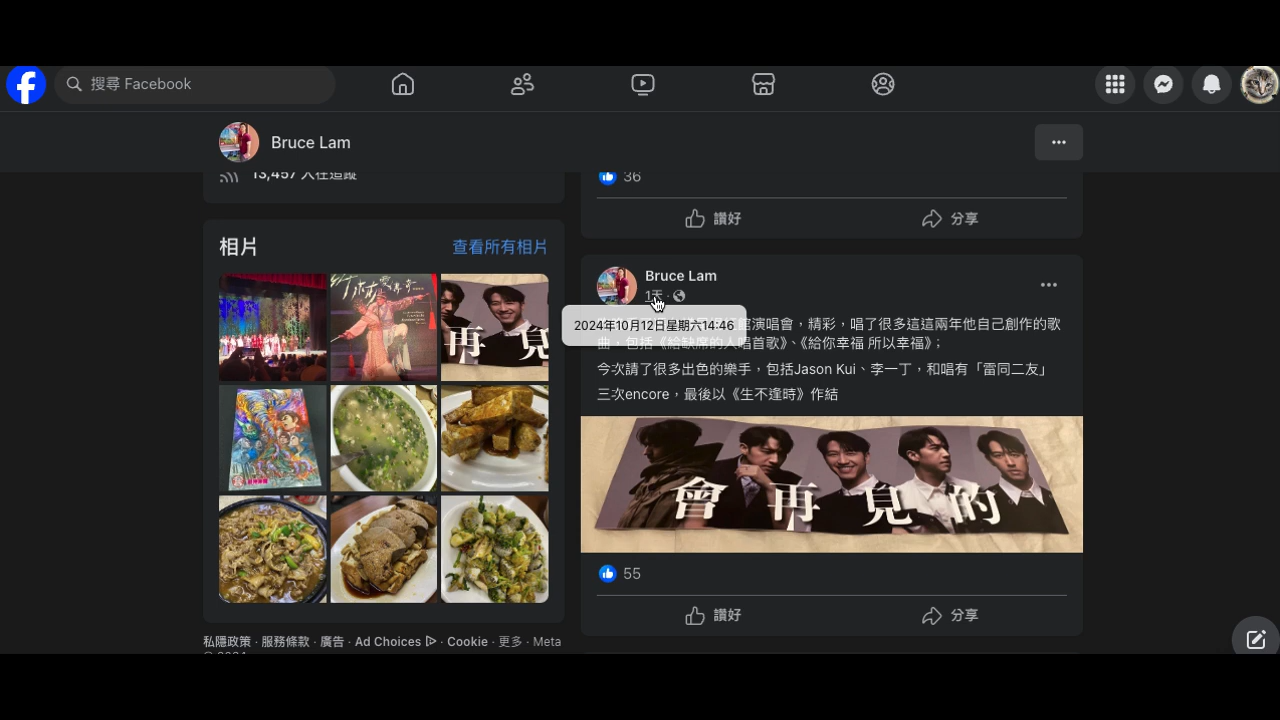 搜尋 Facebook
Bruce Lam
13,457 人在追蹤
相片
查看所有相片
會再見的
私隱政策 · 服務條款 · 廣告 · Ad Choices · Cookie · 更多 · Meta
© 2024
36
讚好
分享
Bruce Lam
1天
2024年10月12日星期六14:46
館演唱會，精彩，唱了很多這這兩年他自己創作的歌
曲，包括《給缺席的人唱首歌》、《給你幸福 所以幸福》；
今次請了很多出色的樂手，包括Jason Kui、李一丁，和唱有「雷同二友」
三次encore，最後以《生不逢時》作結
會再見的
55
讚好
分享